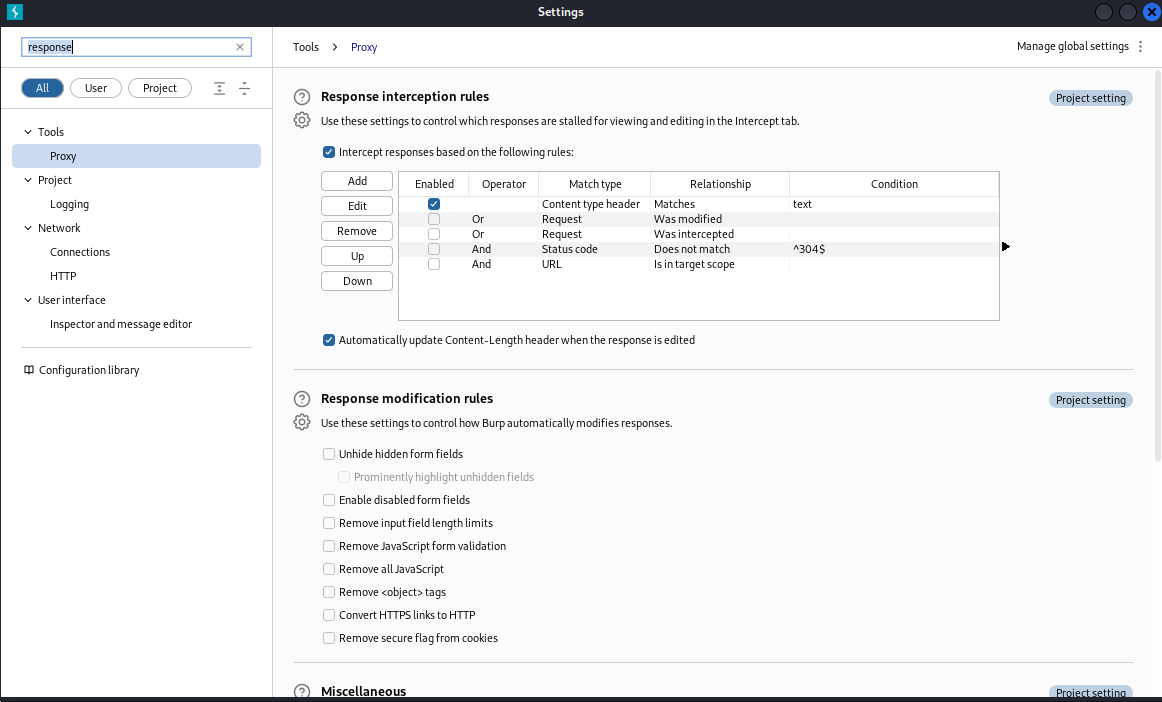 Settings
response
Tools > Proxy
Manage global settings
All User Project
Tools
Proxy
Project
Logging
Network
Connections
HTTP
User interface
Inspector and message editor
Configuration library
Response interception rules
Project setting
Use these settings to control which responses are stalled for viewing and editing in the Intercept tab.
Intercept responses based on the following rules:
Add
Edit
Remove
Up
Down
Enabled Operator Match type Relationship Condition
Content type header Matches text
Or Request Was modified
Or Request Was intercepted
And Status code Does not match ^304$
And URL Is in target scope
Automatically update Content-Length header when the response is edited
Response modification rules
Project setting
Use these settings to control how Burp automatically modifies responses.
Unhide hidden form fields
Prominently highlight unhidden fields
Enable disabled form fields
Remove input field length limits
Remove JavaScript form validation
Remove all JavaScript
Remove <object> tags
Convert HTTPS links to HTTP
Remove secure flag from cookies
Miscellaneous
Project setting